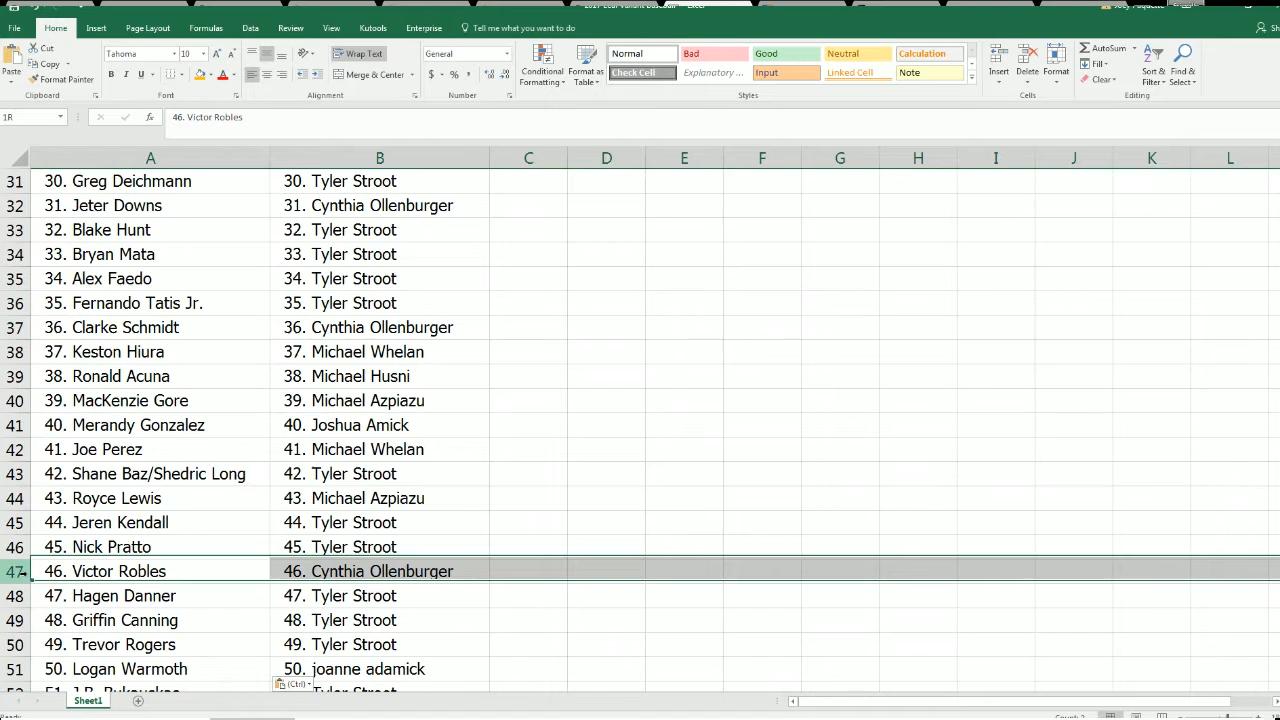 File Home Insert Page Layout Formulas Data Review View Kutools Enterprise Tell me what you want to do
Cut
Copy
Format Painter
Paste
Clipboard
Tahoma 10
B I U
Font
Wrap Text
Merge & Center
Alignment
General
$ % ,
Number
Conditional Formatting
Format as Table
Normal Bad Good Neutral Calculation
Check Cell Explanatory ... Input Linked Cell Note
Styles
Insert Delete Format
Cells
AutoSum
Fill
Clear
Sort & Filter
Find & Select
Editing
1R fx 46. Victor Robles
A B C D E F G H I J K L
31 30. Greg Deichmann 30. Tyler Stroot
32 31. Jeter Downs 31. Cynthia Ollenburger
33 32. Blake Hunt 32. Tyler Stroot
34 33. Bryan Mata 33. Tyler Stroot
35 34. Alex Faedo 34. Tyler Stroot
36 35. Fernando Tatis Jr. 35. Tyler Stroot
37 36. Clarke Schmidt 36. Cynthia Ollenburger
38 37. Keston Hiura 37. Michael Whelan
39 38. Ronald Acuna 38. Michael Husni
40 39. MacKenzie Gore 39. Michael Azpiazu
41 40. Merandy Gonzalez 40. Joshua Amick
42 41. Joe Perez 41. Michael Whelan
43 42. Shane Baz/Shedric Long 42. Tyler Stroot
44 43. Royce Lewis 43. Michael Azpiazu
45 44. Jeren Kendall 44. Tyler Stroot
46 45. Nick Pratto 45. Tyler Stroot
47 46. Victor Robles 46. Cynthia Ollenburger
48 47. Hagen Danner 47. Tyler Stroot
49 48. Griffin Canning 48. Tyler Stroot
50 49. Trevor Rogers 49. Tyler Stroot
51 50. Logan Warmoth 50. joanne adamick
(Ctrl)
Sheet1